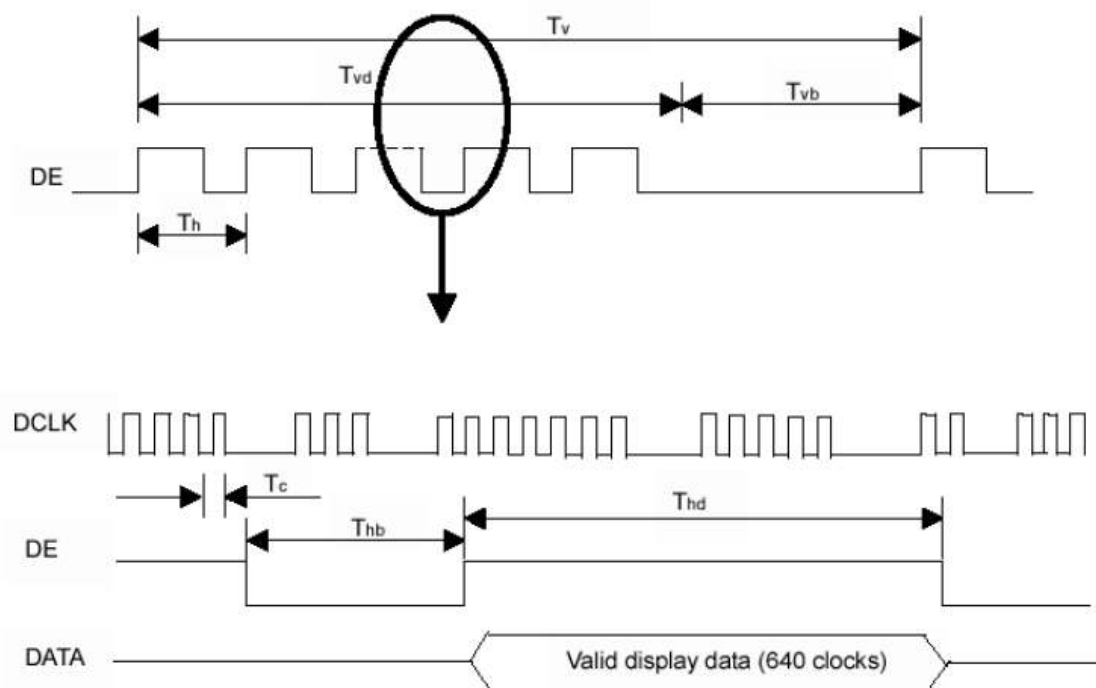 Tv
Tvd
Tvb
DE
Th
DCLK
Tc
Thb
Thd
DE
DATA
Valid display data (640 clocks)